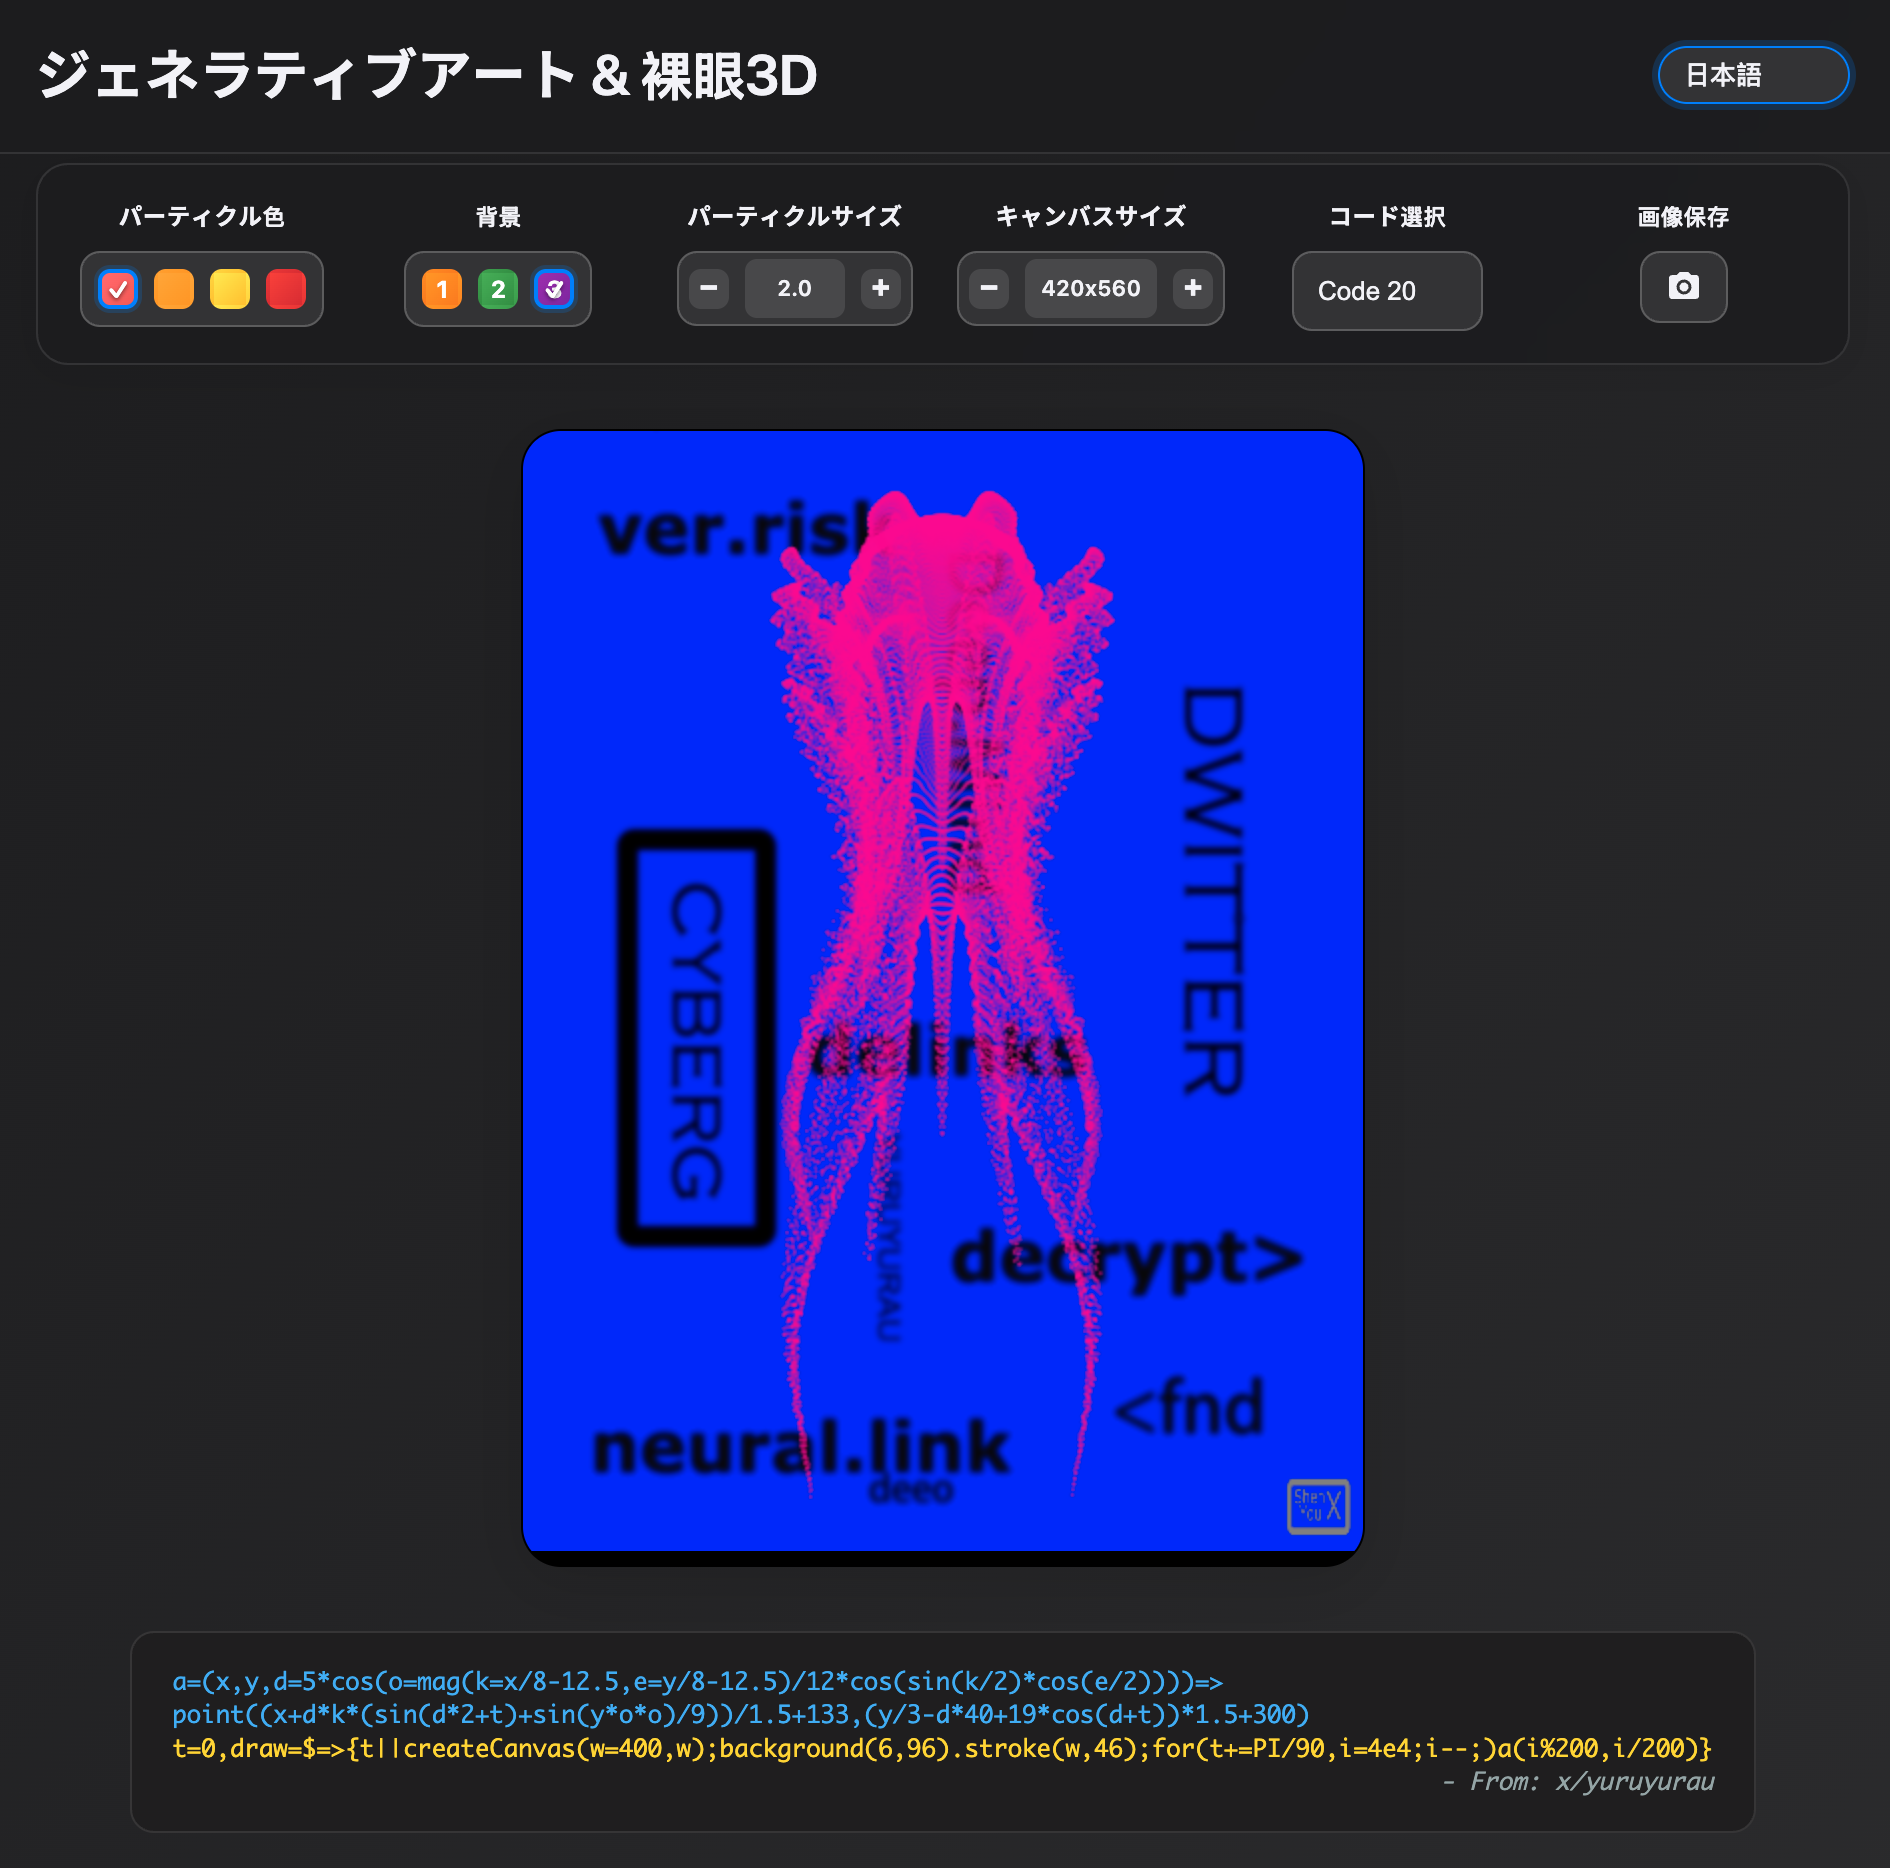 ジェネラティブアート & 裸眼3D
日本語
パーティクル色
背景
パーティクルサイズ
キャンバスサイズ
コード選択
画像保存
1
2
3
2.0
420x560
Code 20
DWITTER
CYBERG
decrypt>
<fnd
neural.link
deeo
Shen
You X
a=(x,y,d=5*cos(o=mag(k=x/8-12.5,e=y/8-12.5)/12*cos(sin(k/2)*cos(e/2))))=>
point((x+d*k*(sin(d*2+t)+sin(y*o*o)/9))/1.5+133,(y/3-d*40+19*cos(d+t))*1.5+300)
t=0,draw=$=>{t||createCanvas(w=400,w);background(6,96).stroke(w,46);for(t+=PI/90,i=4e4;i--;)a(i%200,i/200)}
- From: x/yuruyurau